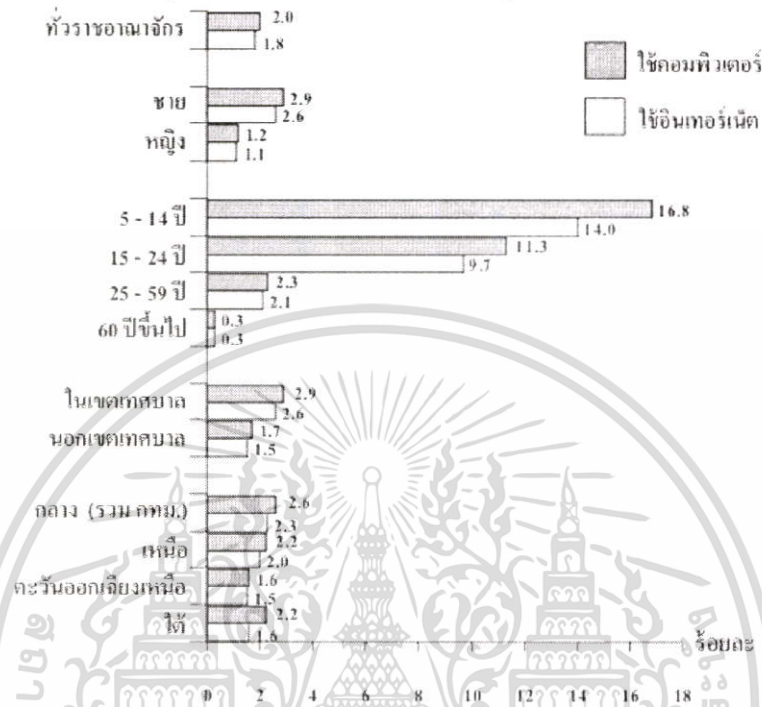 ทั่วราชอาณาจักร 2.0
1.8
ใช้คอมพิวเตอร์
ใช้อินเทอร์เน็ต
ชาย 2.9
2.6
หญิง 1.2
1.1
5 - 14 ปี 16.8
14.0
15 - 24 ปี 11.3
9.7
25 - 59 ปี 2.3
2.1
60 ปีขึ้นไป 0.3
0.3
ในเขตเทศบาล 2.9
2.6
นอกเขตเทศบาล 1.7
1.5
กลาง (รวม กทม.) 2.6
2.3
เหนือ 2.2
2.0
ตะวันออกเฉียงเหนือ 1.6
1.5
ใต้ 2.2
1.6
ร้อยละ
0 2 4 6 8 10 12 14 16 18